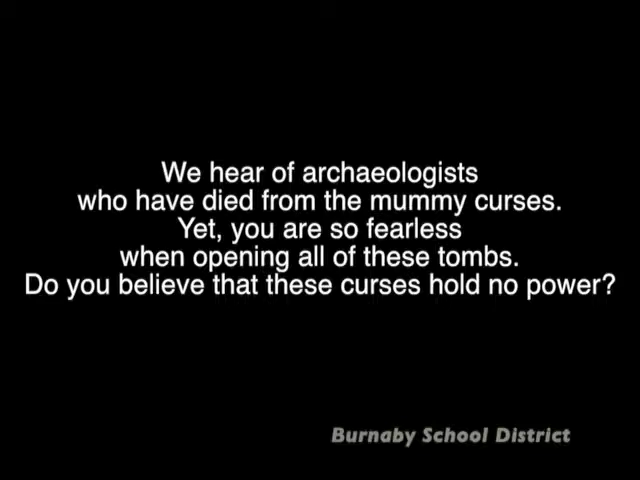 We hear of archaeologists
who have died from the mummy curses.
Yet, you are so fearless
when opening all of these tombs.
Do you believe that these curses hold no power?
Burnaby School District